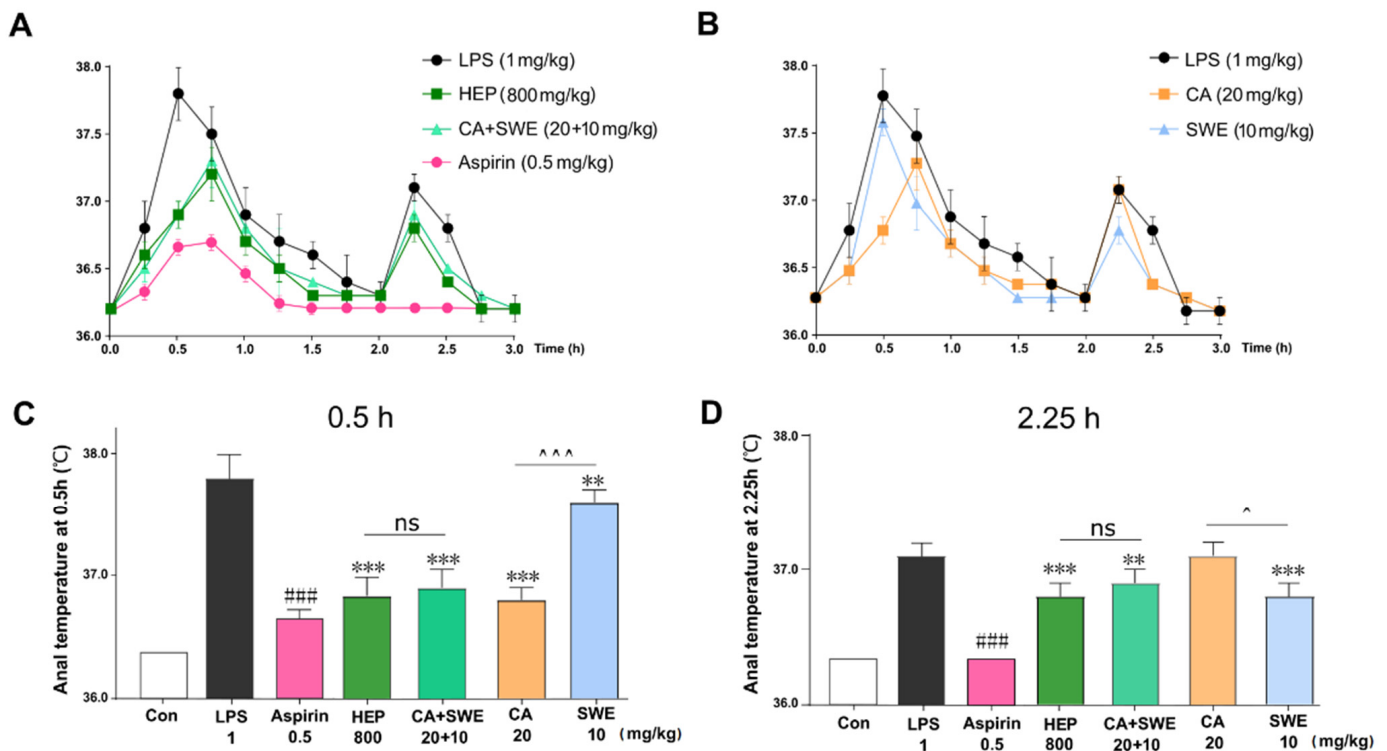 A
LPS (1 mg/kg)
HEP (800 mg/kg)
CA+SWE (20+10 mg/kg)
Aspirin (0.5 mg/kg)
38.0
37.5
37.0
36.5
36.0
0.0 0.5 1.0 1.5 2.0 2.5 3.0 Time (h)
B
LPS (1 mg/kg)
CA (20 mg/kg)
SWE (10 mg/kg)
38.0
37.5
37.0
36.5
36.0
0.0 0.5 1.0 1.5 2.0 2.5 3.0 Time (h)
C
0.5 h
Anal temperature at 0.5h (℃)
38.0
37.0
36.0
###
***
ns
***
***
^^^
**
Con LPS Aspirin HEP CA+SWE CA SWE
1 0.5 800 20+10 20 10 (mg/kg)
D
2.25 h
Anal temperature at 2.25h (℃)
38.0
37.0
36.0
###
***
ns
**
^
***
Con LPS Aspirin HEP CA+SWE CA SWE
1 0.5 800 20+10 20 10 (mg/kg)